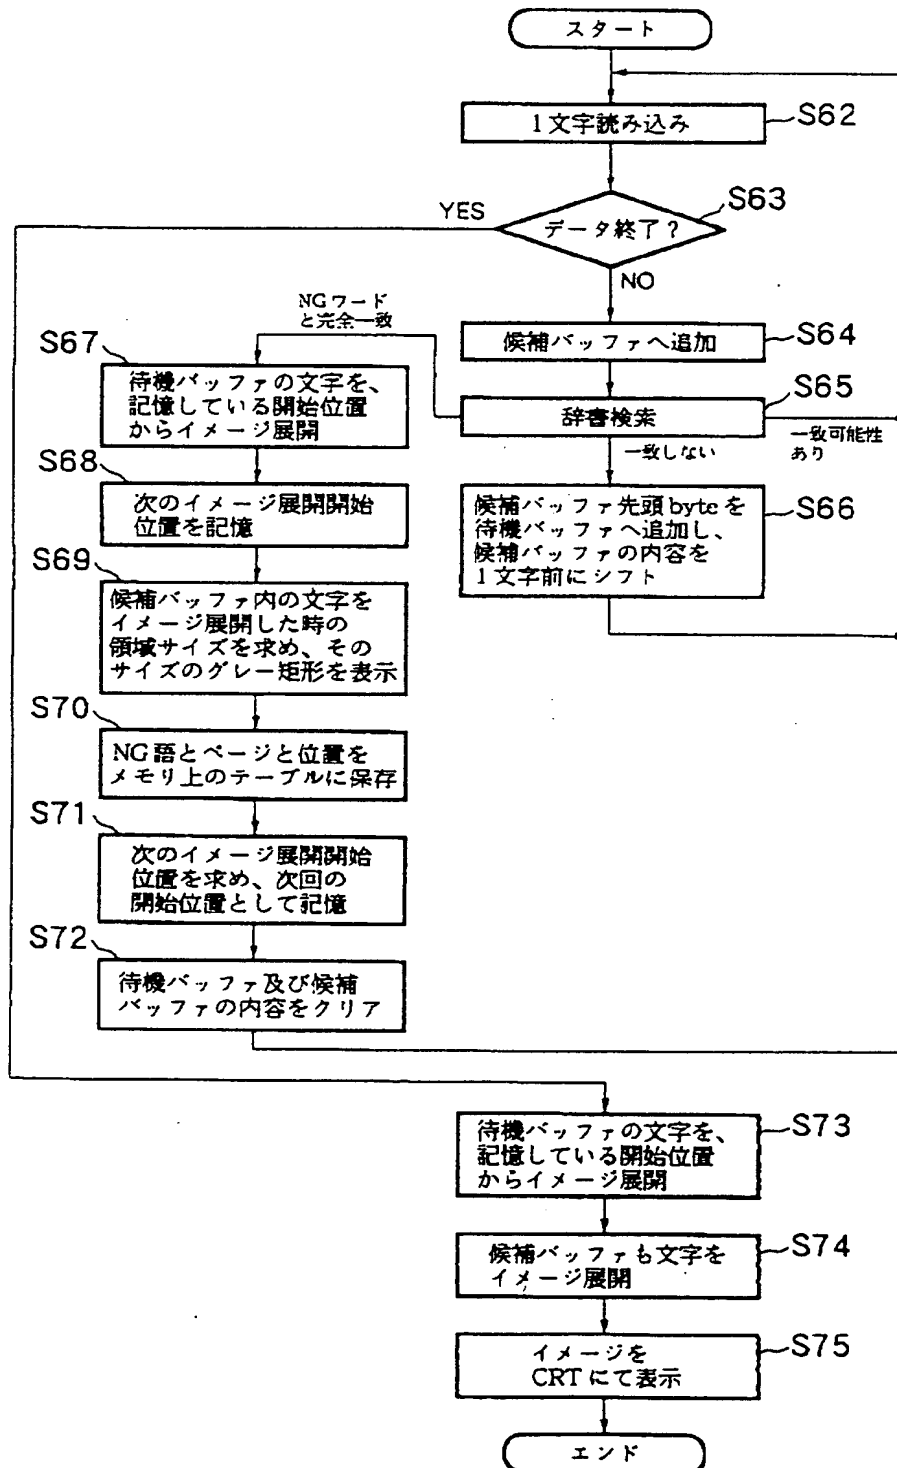 スタート
1文字読み込み
S62
データ終了?
S63
YES
NO
候補バッファへ追加
S64
辞書検索
S65
NGワード
と完全一致
一致しない
一致可能性
あり
候補バッファ先頭byteを
待機バッファへ追加し、
候補バッファの内容を
1文字前にシフト
S66
S67
待機バッファの文字を、
記憶している開始位置
からイメージ展開
S68
次のイメージ展開開始
位置を記憶
S69
候補バッファ内の文字を
イメージ展開した時の
領域サイズを求め、その
サイズのグレー矩形を表示
S70
NG語とページと位置を
メモリ上のテーブルに保存
S71
次のイメージ展開開始
位置を求め、次回の
開始位置として記憶
S72
待機バッファ及び候補
バッファの内容をクリア
待機バッファの文字を、
記憶している開始位置
からイメージ展開
S73
候補バッファも文字を
イメージ展開
S74
イメージを
CRTにて表示
S75
エンド